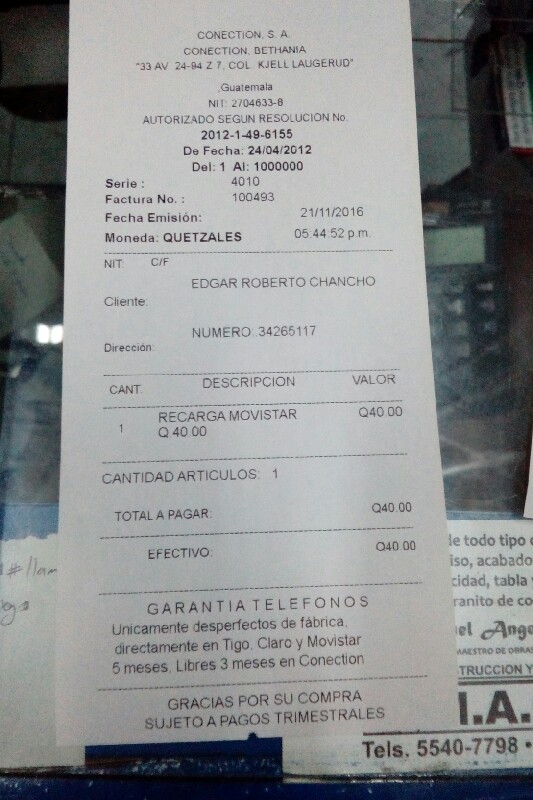 CONECTION, S. A.
CONECTION, BETHANIA
"33 AV 24-94 Z 7, COL KJELL LAUGERUD"
,Guatemala
NIT: 2704633-8
AUTORIZADO SEGUN RESOLUCION No.
2012-1-49-6155
De Fecha: 24/04/2012
Del: 1 Al: 1000000
Serie : 4010
Factura No. : 100493
Fecha Emisión: 21/11/2016
Moneda: QUETZALES 05:44:52 p.m.
NIT: C/F
EDGAR ROBERTO CHANCHO
Cliente:
NUMERO: 34265117
Dirección:
CANT. DESCRIPCION VALOR
1 RECARGA MOVISTAR Q40.00
Q.40.00
CANTIDAD ARTICULOS: 1
TOTAL A PAGAR: Q40.00
EFECTIVO: Q40.00
GARANTIA TELEFONOS
Unicamente desperfectos de fábrica,
directamente en Tigo, Claro y Movistar
5 meses, Libres 3 meses en Conection
GRACIAS POR SU COMPRA
SUJETO A PAGOS TRIMESTRALES
de todo tipo
iso, acabado
cidad, tabla
ranito de co
el Ange
MAESTRO DE OBRAS
TRUCCION Y
I.A.
Tels. 5540-7798 •